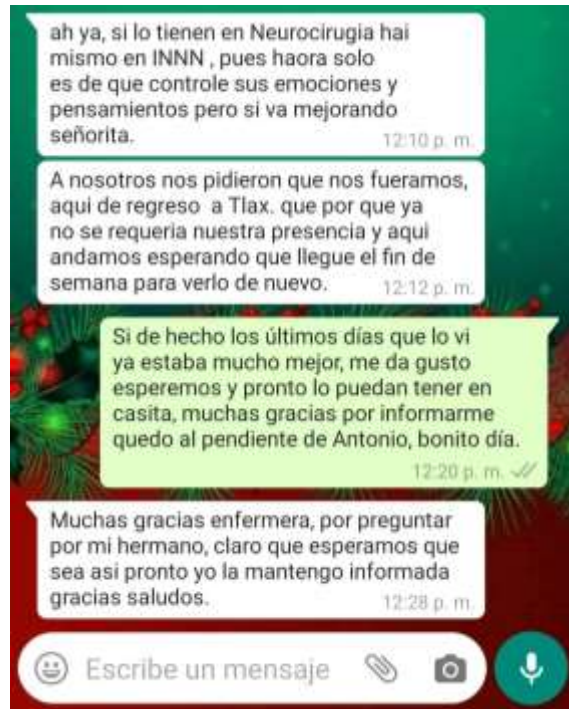 ah ya, si lo tienen en Neurocirugia hai
mismo en INNN , pues haora solo
es de que controle sus emociones y
pensamientos pero si va mejorando
señorita.
12:10 p. m.
A nosotros nos pidieron que nos fueramos,
aqui de regreso a Tlax. que por que ya
no se requeria nuestra presencia y aqui
andamos esperando que llegue el fin de
semana para verlo de nuevo.
12:12 p. m.
Si de hecho los últimos días que lo vi
ya estaba mucho mejor, me da gusto
esperemos y pronto lo puedan tener en
casita, muchas gracias por informarme
quedo al pendiente de Antonio, bonito día.
12:20 p. m.
Muchas gracias enfermera, por preguntar
por mi hermano, claro que esperamos que
sea asi pronto yo la mantengo informada
gracias saludos.
12:28 p. m.
Escribe un mensaje